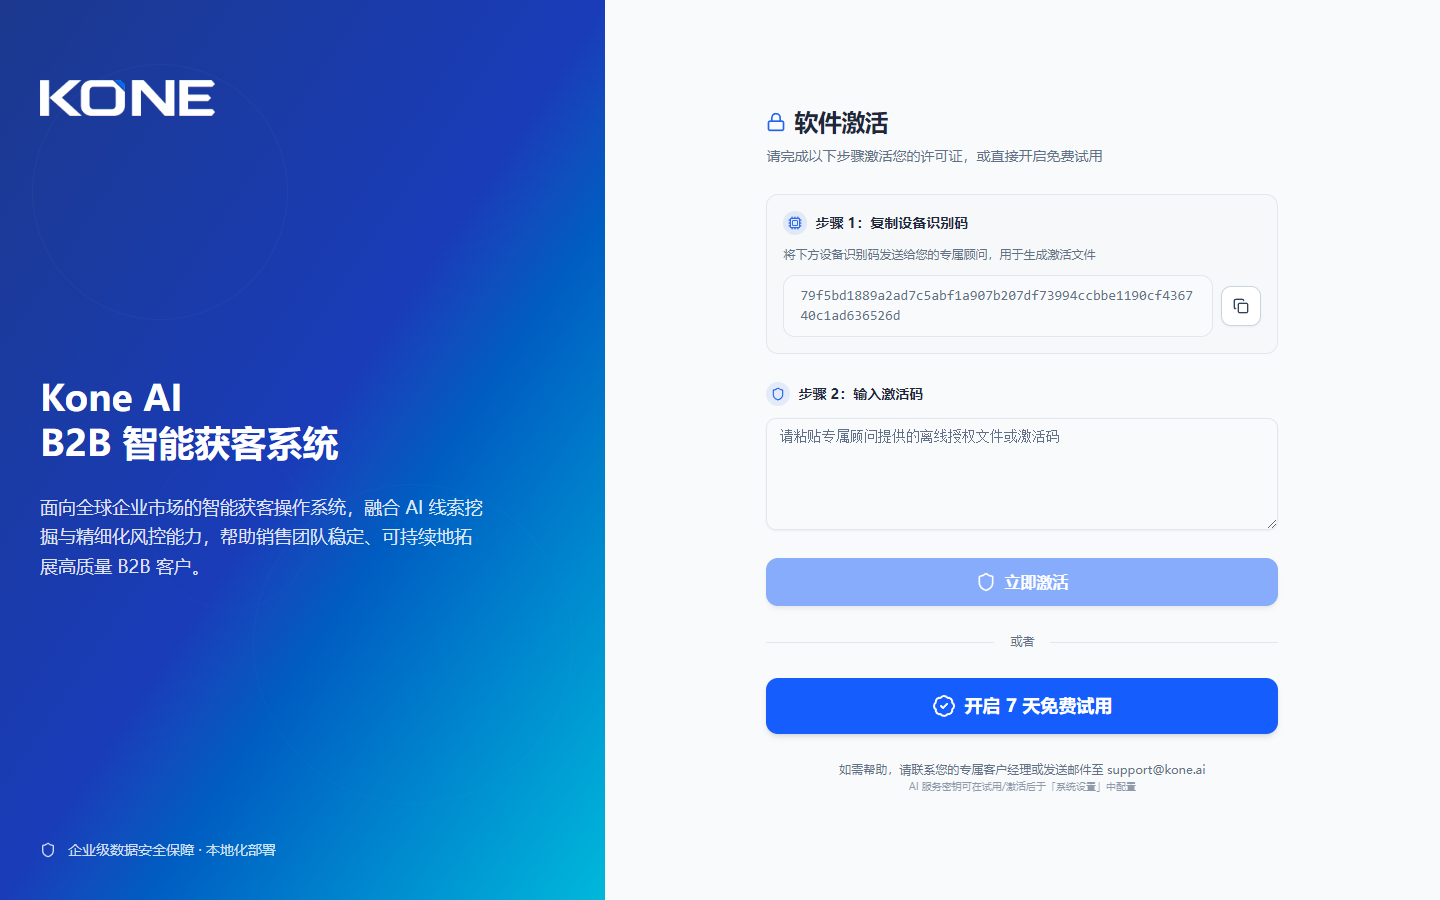 KONE
Kone AI
B2B 智能获客系统
面向全球企业市场的智能获客操作系统，融合 AI 线索挖
掘与精细化风控能力，帮助销售团队稳定、可持续地拓
展高质量 B2B 客户。
企业级数据安全保障 · 本地化部署
软件激活
请完成以下步骤激活您的许可证，或直接开启免费试用
步骤 1：复制设备识别码
将下方设备识别码发送给您的专属顾问，用于生成激活文件
79f5bd1889a2ad7c5abf1a907b207df73994ccbbe1190cf4367
40c1ad636526d
步骤 2：输入激活码
请粘贴专属顾问提供的离线授权文件或激活码
立即激活
或者
开启 7 天免费试用
如需帮助，请联系您的专属客户经理或发送邮件至 support@kone.ai
AI 服务密钥可在试用/激活后于「系统设置」中配置